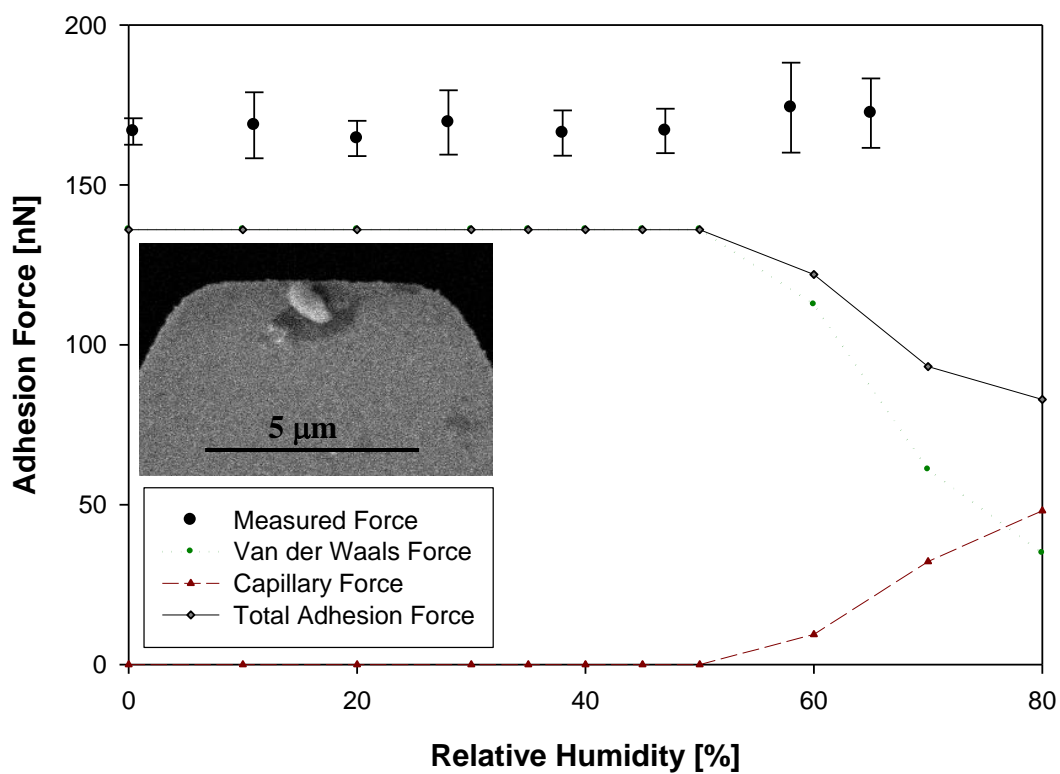 200
150
100
50
0
Adhesion Force [nN]
5 μm
Measured Force
Van der Waals Force
Capillary Force
Total Adhesion Force
0 20 40 60 80
Relative Humidity [%]